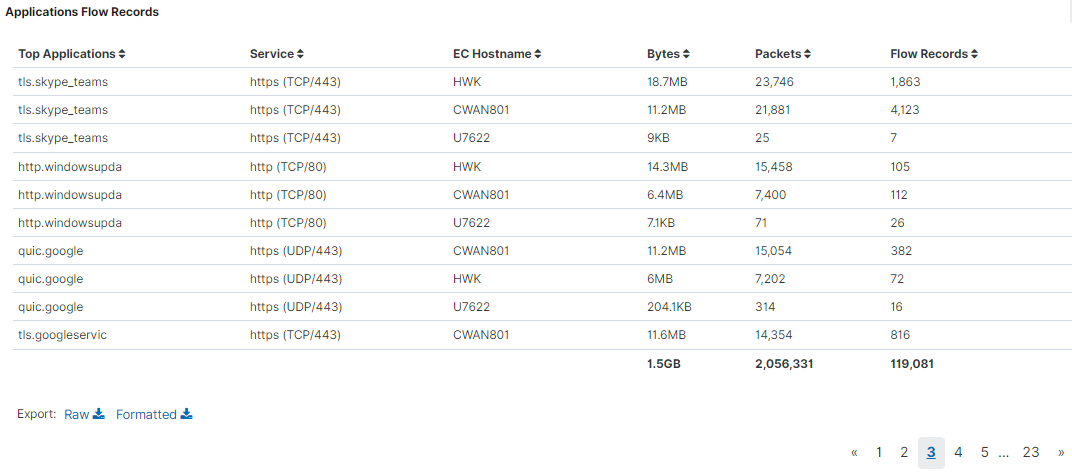 Applications Flow Records
Top Applications Service EC Hostname Bytes Packets Flow Records
tls.skype_teams https (TCP/443) HWK 18.7MB 23,746 1,863
tls.skype_teams https (TCP/443) CWAN801 11.2MB 21,881 4,123
tls.skype_teams https (TCP/443) U7622 9KB 25 7
http.windowsupda http (TCP/80) HWK 14.3MB 15,458 105
http.windowsupda http (TCP/80) CWAN801 6.4MB 7,400 112
http.windowsupda http (TCP/80) U7622 7.1KB 71 26
quic.google https (UDP/443) CWAN801 11.2MB 15,054 382
quic.google https (UDP/443) HWK 6MB 7,202 72
quic.google https (UDP/443) U7622 204.1KB 314 16
tls.googleservic https (TCP/443) CWAN801 11.6MB 14,354 816
1.5GB 2,056,331 119,081
Export: Raw Formatted
« 1 2 3 4 5 ... 23 »